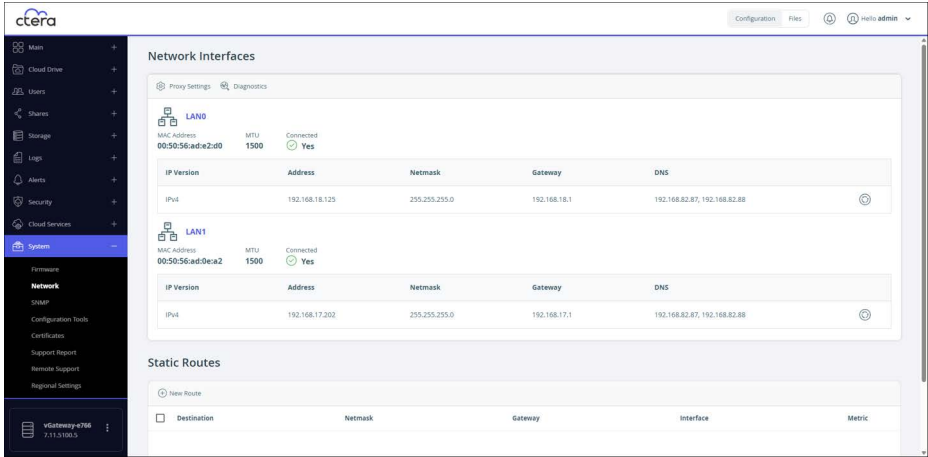 ctera
Configuration Files Hello admin
Main
Cloud Drive
Users
Shares
Storage
Logs
Alerts
Security
Cloud Services
System
Firmware
Network
SNMP
Configuration Tools
Certificates
Support Report
Remote Support
Regional Settings
vGateway-e766
7.11.5100.5
Network Interfaces
Proxy Settings Diagnostics
LAN0
MAC Address MTU Connected
00:50:56:ad:e2:d0 1500 Yes
IP Version Address Netmask Gateway DNS
IPv4 192.168.18.125 255.255.255.0 192.168.18.1 192.168.82.87, 192.168.82.88
LAN1
MAC Address MTU Connected
00:50:56:ad:0e:a2 1500 Yes
IP Version Address Netmask Gateway DNS
IPv4 192.168.17.202 255.255.255.0 192.168.17.1 192.168.82.87, 192.168.82.88
Static Routes
New Route
Destination Netmask Gateway Interface Metric